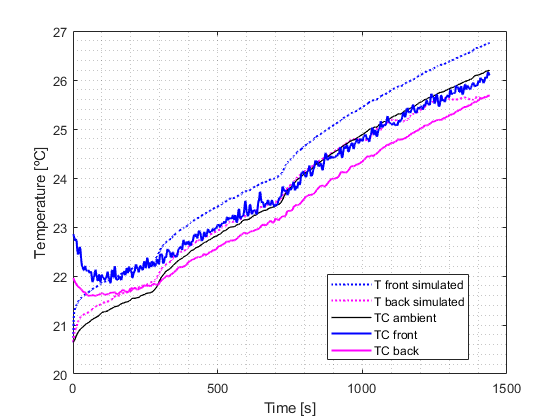 27
26
25
24
23
22
21
20
Temperature [ºC]
0
500
1000
1500
Time [s]
T front simulated
T back simulated
TC ambient
TC front
TC back